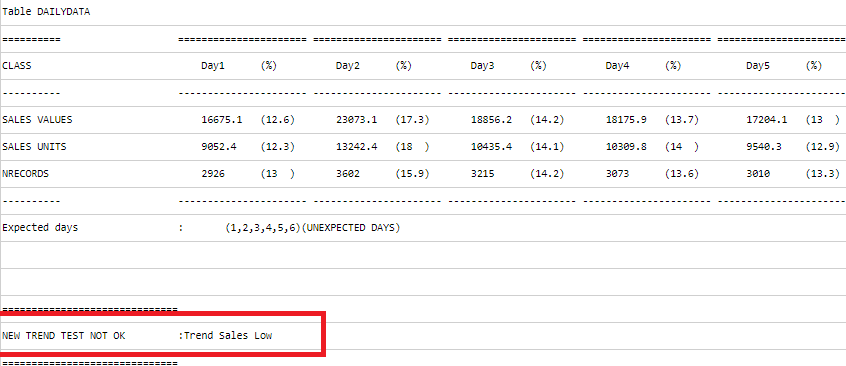 Table DAILYDATA
========== ====================== ====================== ====================== ====================== ======================
CLASS Day1 (%) Day2 (%) Day3 (%) Day4 (%) Day5 (%)
---------- ---------------------- ---------------------- ---------------------- ---------------------- ----------------------
SALES VALUES 16675.1 (12.6) 23073.1 (17.3) 18856.2 (14.2) 18175.9 (13.7) 17204.1 (13 )
SALES UNITS 9052.4 (12.3) 13242.4 (18 ) 10435.4 (14.1) 10309.8 (14 ) 9540.3 (12.9)
NRECORDS 2926 (13 ) 3602 (15.9) 3215 (14.2) 3073 (13.6) 3010 (13.3)
---------- ---------------------- ---------------------- ---------------------- ---------------------- ----------------------
Expected days : (1,2,3,4,5,6)(UNEXPECTED DAYS)
==============================
NEW TREND TEST NOT OK :Trend Sales Low
==============================